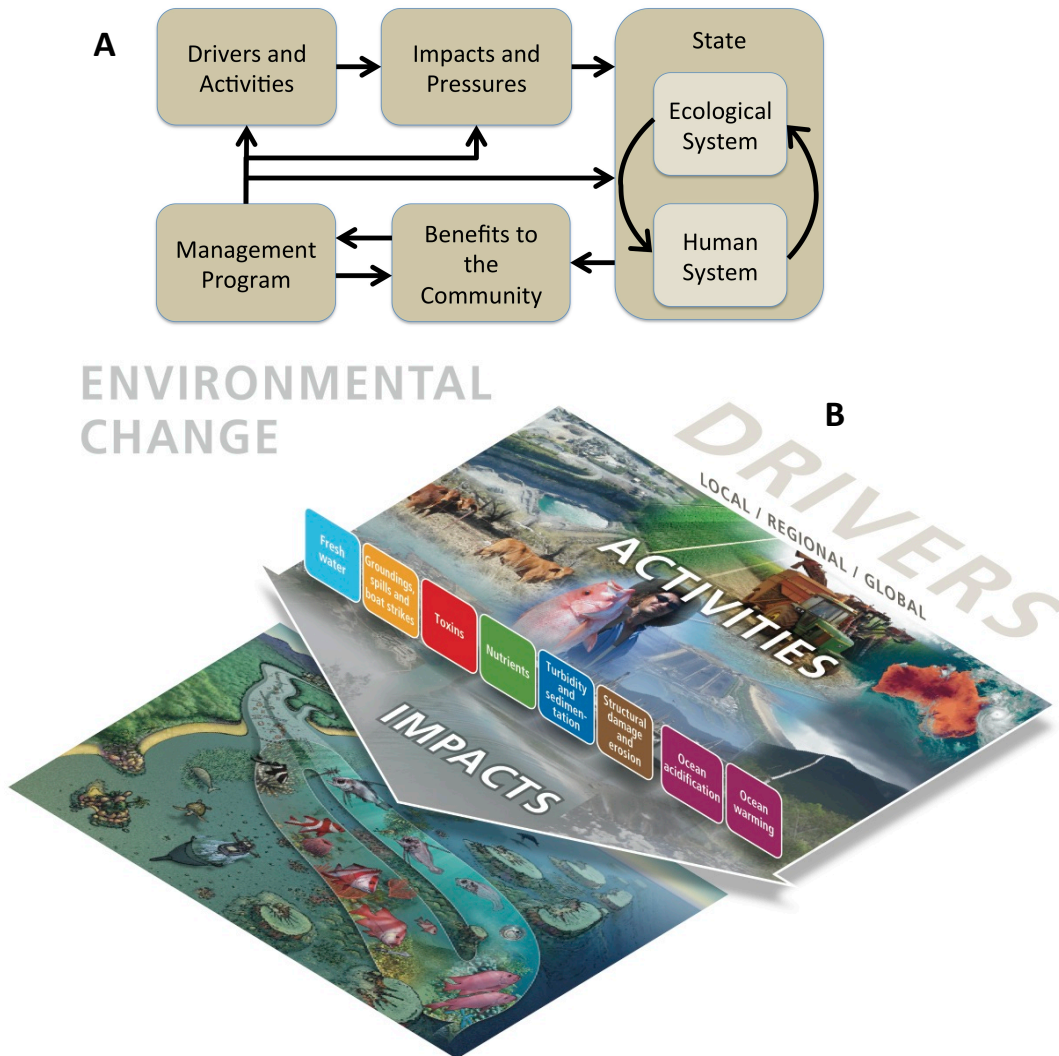 A
Drivers and
Activities
Impacts and
Pressures
State
Ecological
System
Human
System
Management
Program
Benefits to
the
Community
ENVIRONMENTAL
CHANGE
B
DRIVERS
LOCAL / REGIONAL / GLOBAL
ACTIVITIES
Fresh
water
Groundings,
spills and
boat strikes
Toxins
Nutrients
Turbidity
and
sedimen-
tation
Structural
damage
and
erosion
Ocean
acidification
Ocean
warming
IMPACTS